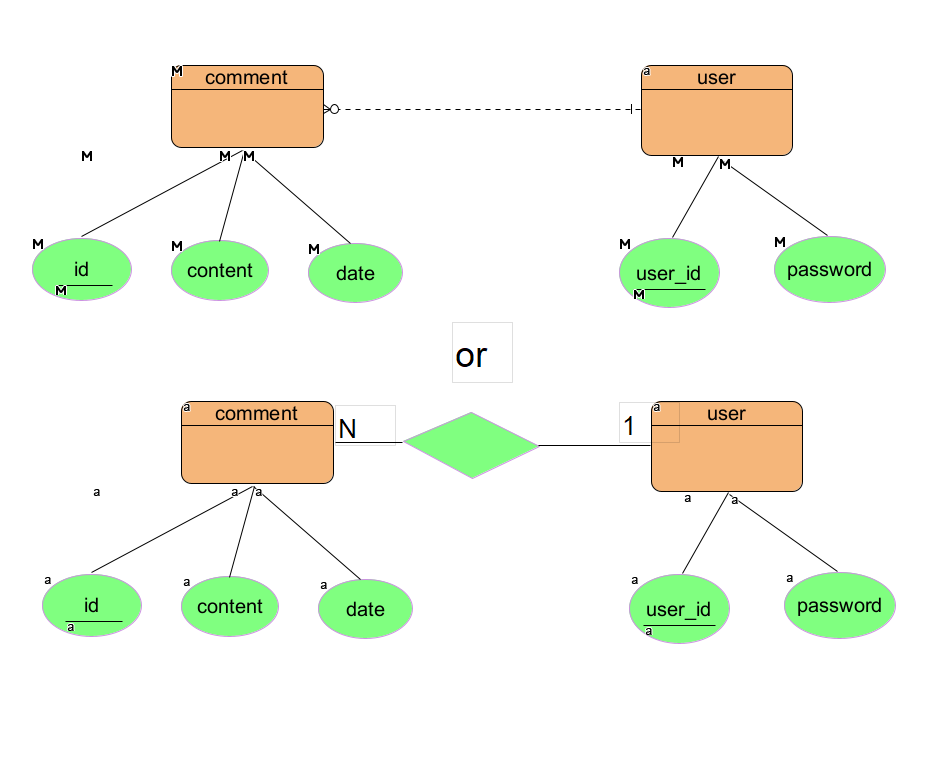 M comment
a user
M
M M
M M
M id
M content
M date
M user_id
M password
M
M
or
a comment
N
1
a user
a
a a
a a
a id
a content
a date
a user_id
a password
a
a